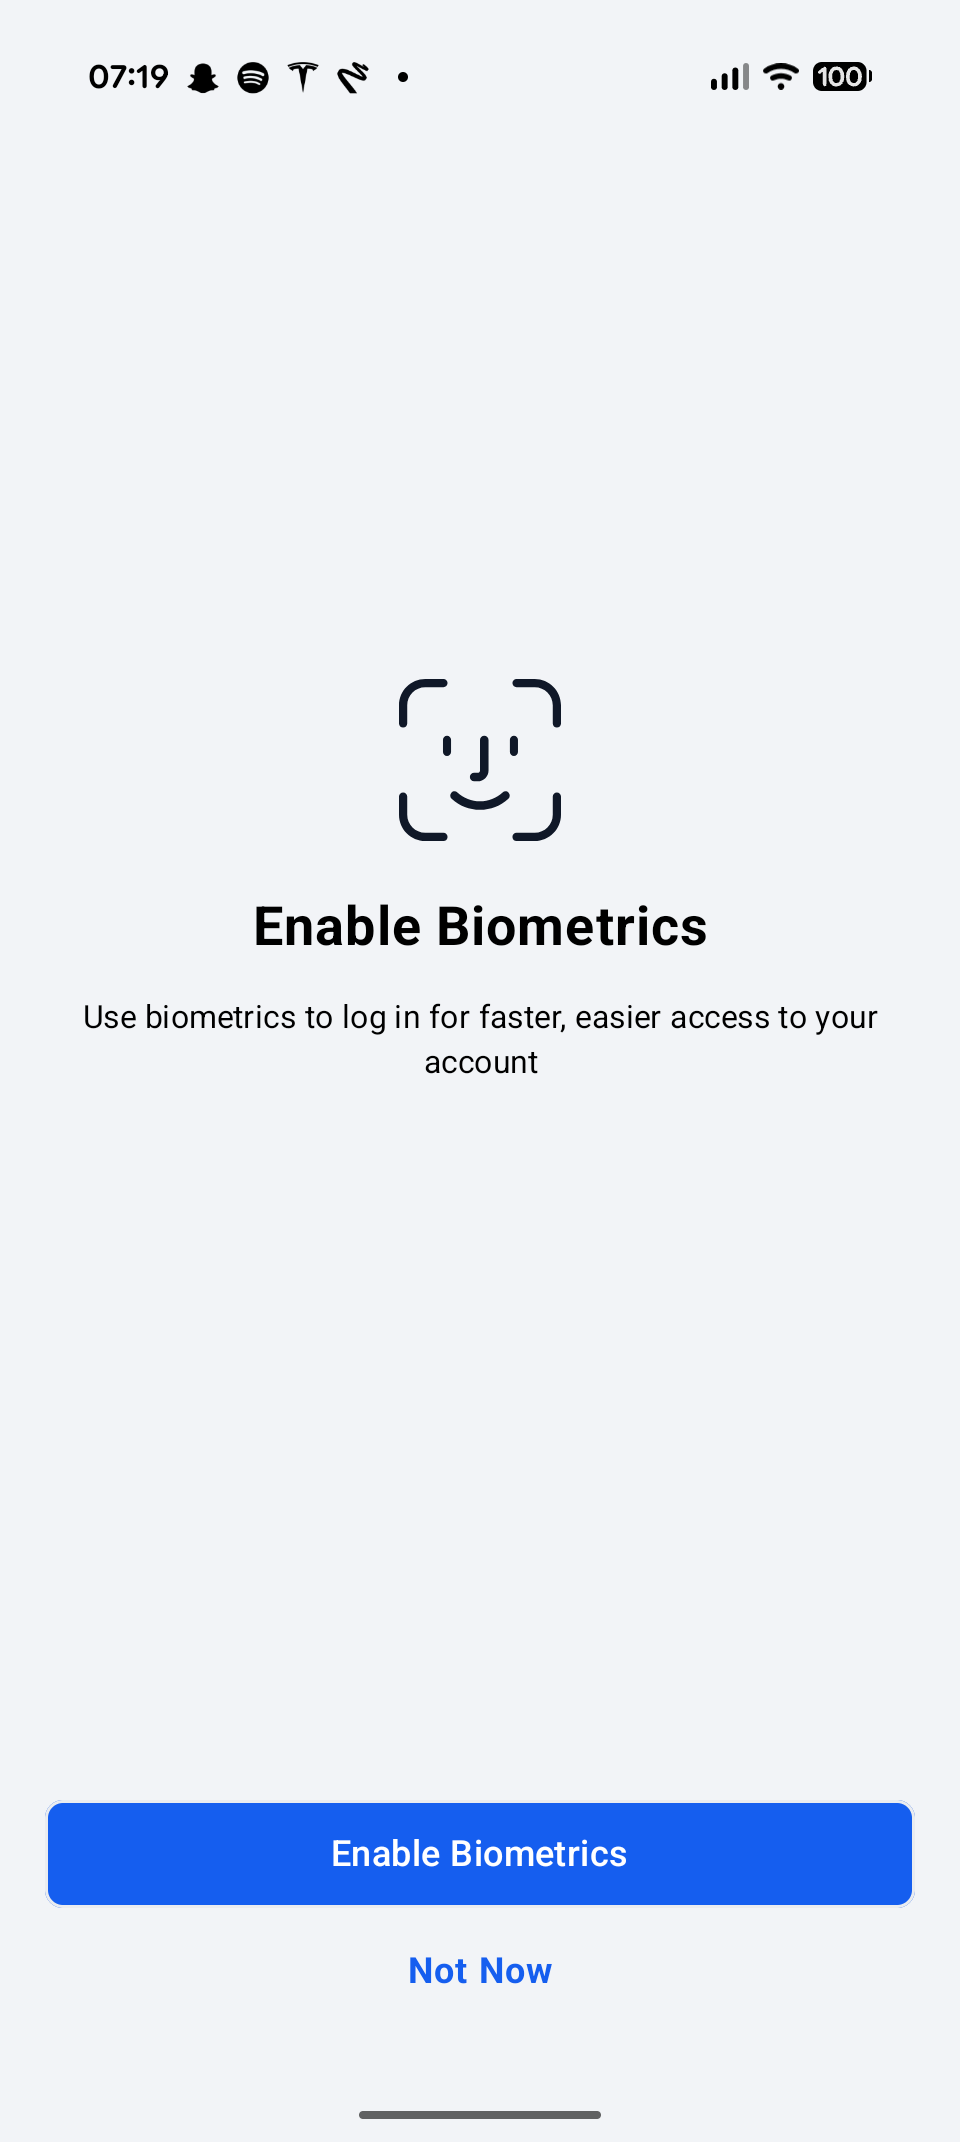 07:19
100
Enable Biometrics
Use biometrics to log in for faster, easier access to your
account
Enable Biometrics
Not Now